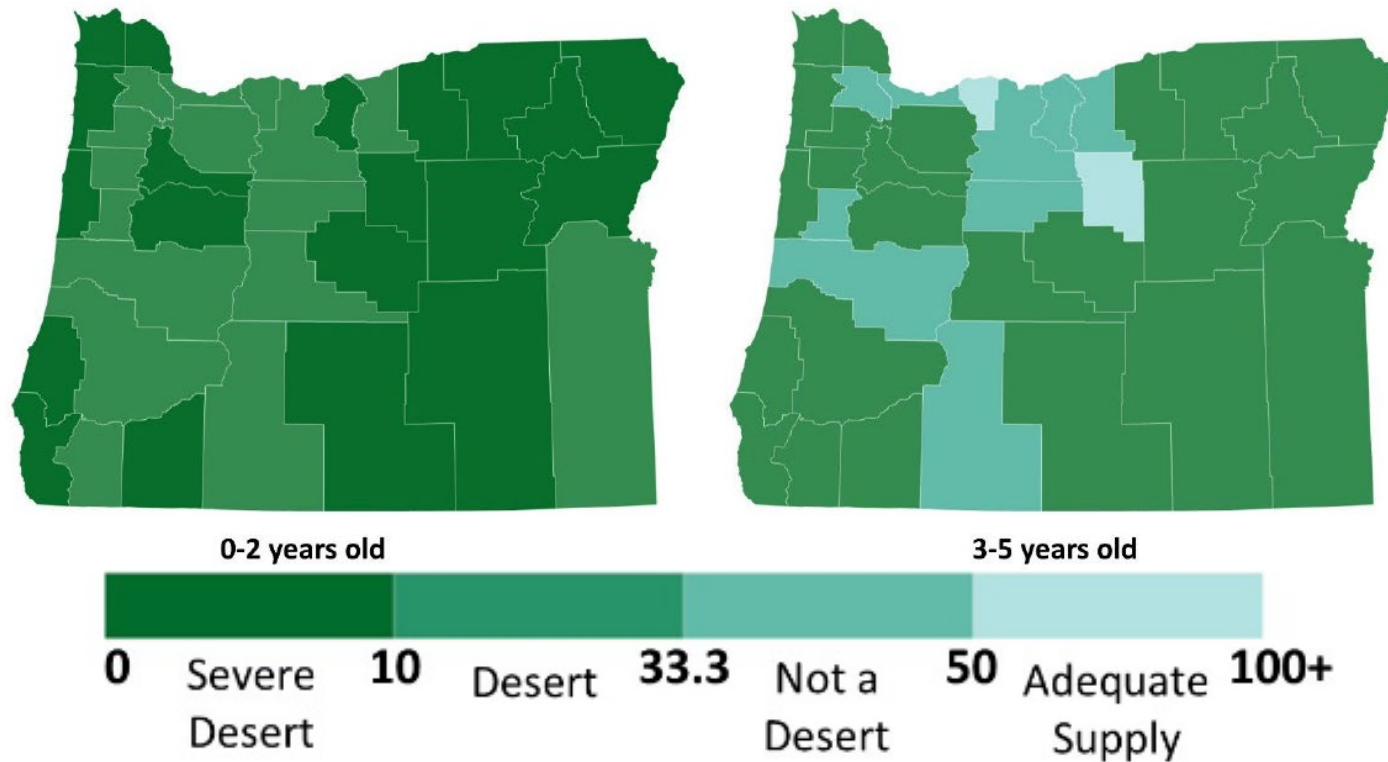 0-2 years old
3-5 years old
0 Severe Desert 10 Desert 33.3 Not a Desert 50 Adequate Supply 100+